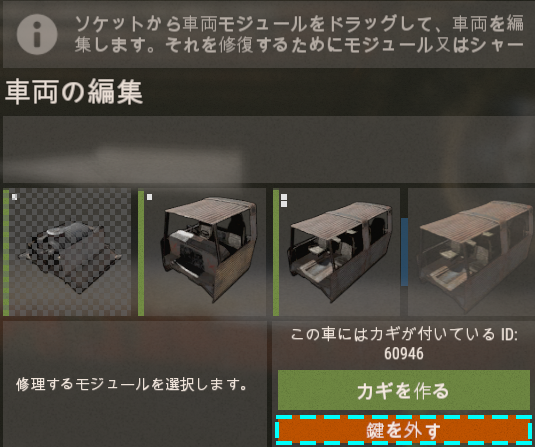 ソケットから車両モジュールをドラッグして、車両を編
集します。それを修復するためにモジュール又はシャー
車両の編集
この車にはカギが付いている ID:
60946
修理するモジュールを選択します。
カギを作る
鍵を外す